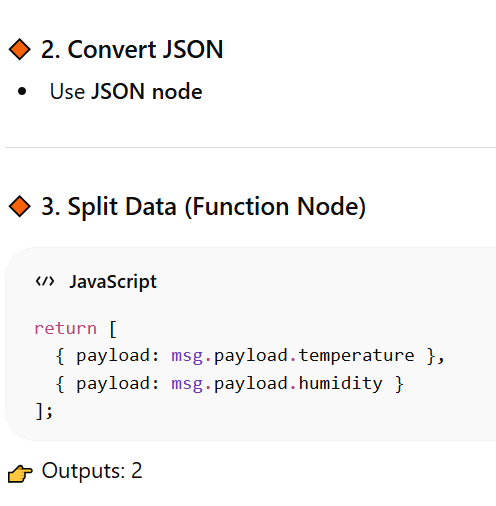 🔶 2. Convert JSON
• Use JSON node
🔶 3. Split Data (Function Node)
</> JavaScript
return [
  { payload: msg.payload.temperature },
  { payload: msg.payload.humidity }
];
👉 Outputs: 2